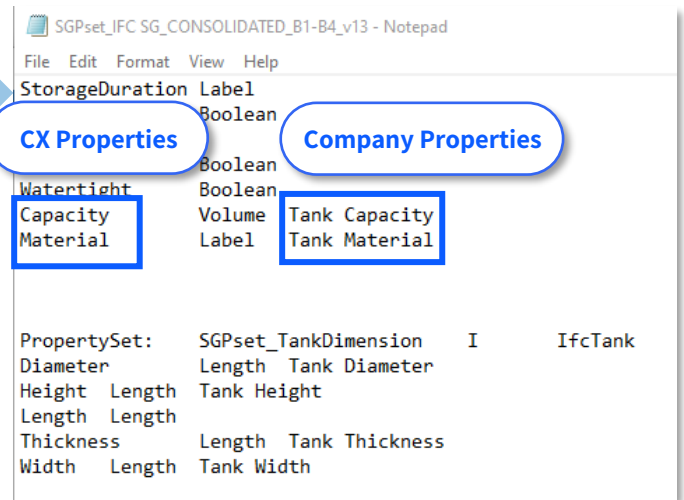 SGPset_IFC SG_CONSOLIDATED_B1-B4_v13 - Notepad
File Edit Format View Help
StorageDuration Label
Boolean
CX Properties
Company Properties
Boolean
Watertight Boolean
Capacity Volume Tank Capacity
Material Label Tank Material
PropertySet: SGPset_TankDimension I IfcTank
Diameter Length Tank Diameter
Height Length Tank Height
Length Length
Thickness Length Tank Thickness
Width Length Tank Width